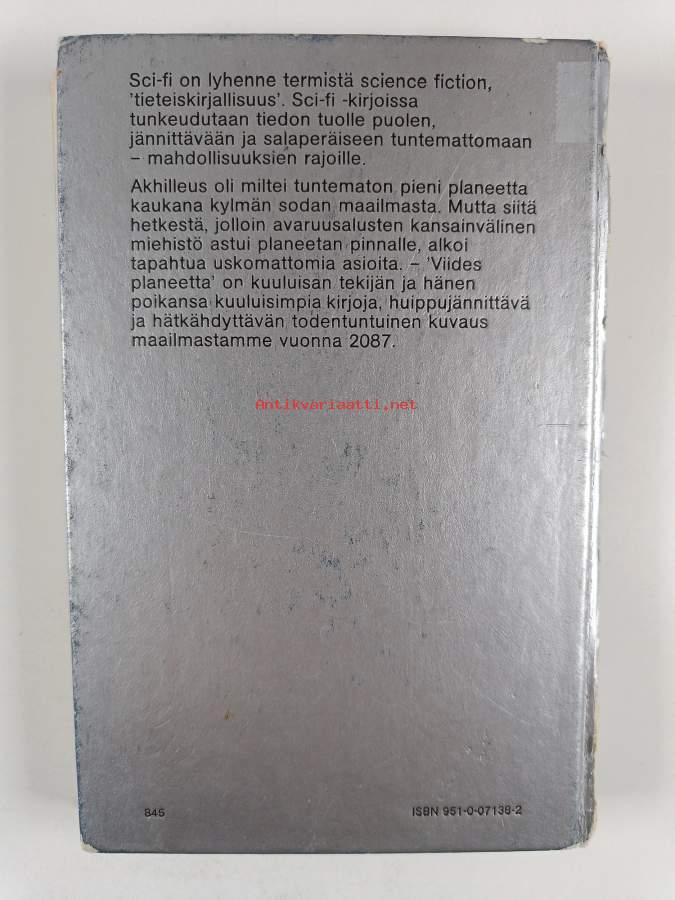 Sci-fi on lyhenne termistä science fiction,
'tieteiskirjallisuus'. Sci-fi -kirjoissa
tunkeudutaan tiedon tuolle puolen,
jännittävään ja salaperäiseen tuntemattomaan
– mahdollisuuksien rajoille.
Akhilleus oli miltei tuntematon pieni planeetta
kaukana kylmän sodan maailmasta. Mutta siitä
hetkestä, jolloin avaruusalusten kansainvälinen
miehistö astui planeetan pinnalle, alkoi
tapahtua uskomattomia asioita. – 'Viides
planeetta' on kuuluisan tekijän ja hänen
poikansa kuuluisimpia kirjoja, huippujännittävä
ja hätkähdyttävän todentuntuinen kuvaus
maailmastamme vuonna 2087.
Antikvariaatti.net
845
ISBN 951-0-07138-2